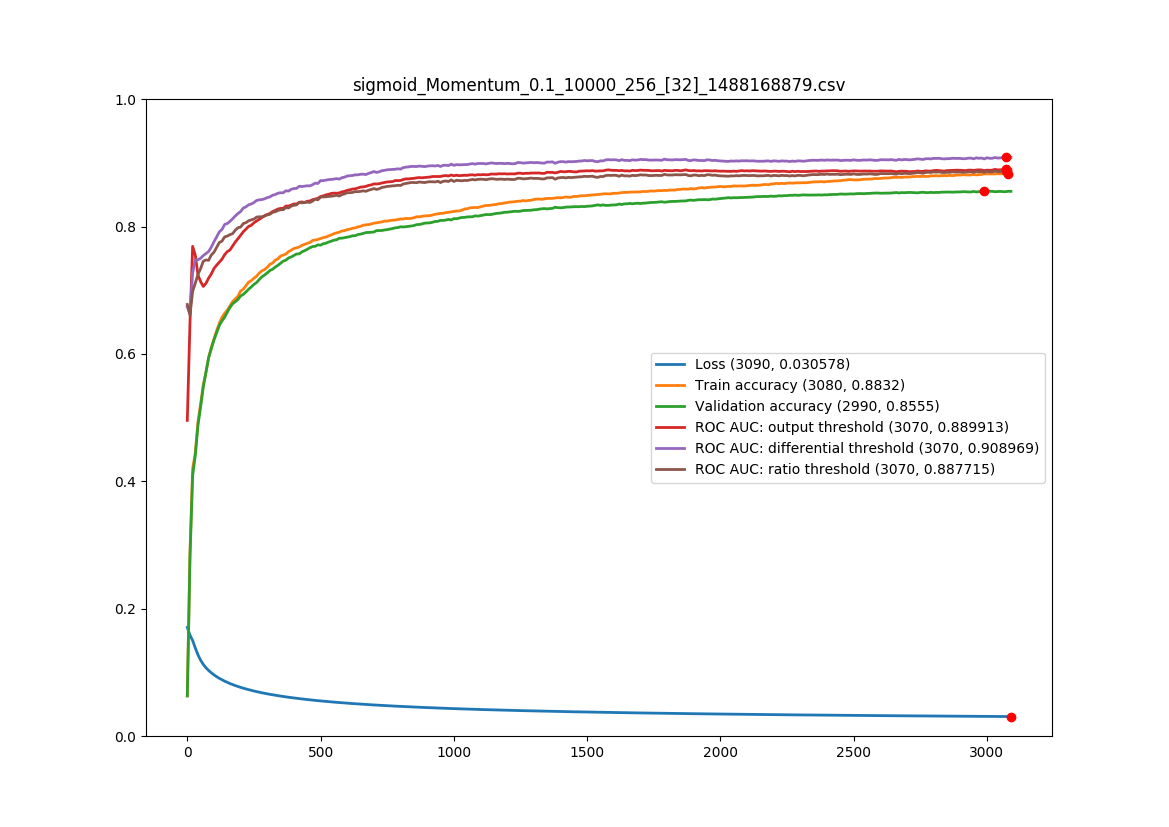 sigmoid_Momentum_0.1_10000_256_[32]_1488168879.csv
1.0
0.8
0.6
0.4
0.2
0.0
Loss (3090, 0.030578)
Train accuracy (3080, 0.8832)
Validation accuracy (2990, 0.8555)
ROC AUC: output threshold (3070, 0.889913)
ROC AUC: differential threshold (3070, 0.908969)
ROC AUC: ratio threshold (3070, 0.887715)
0 500 1000 1500 2000 2500 3000